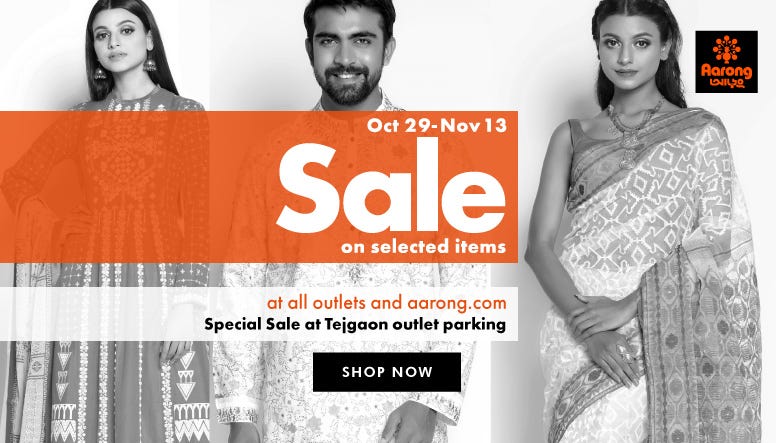 Aarong
আড়ং
Oct 29-Nov 13
Sale
on selected items
at all outlets and aarong.com
Special Sale at Tejgaon outlet parking
SHOP NOW